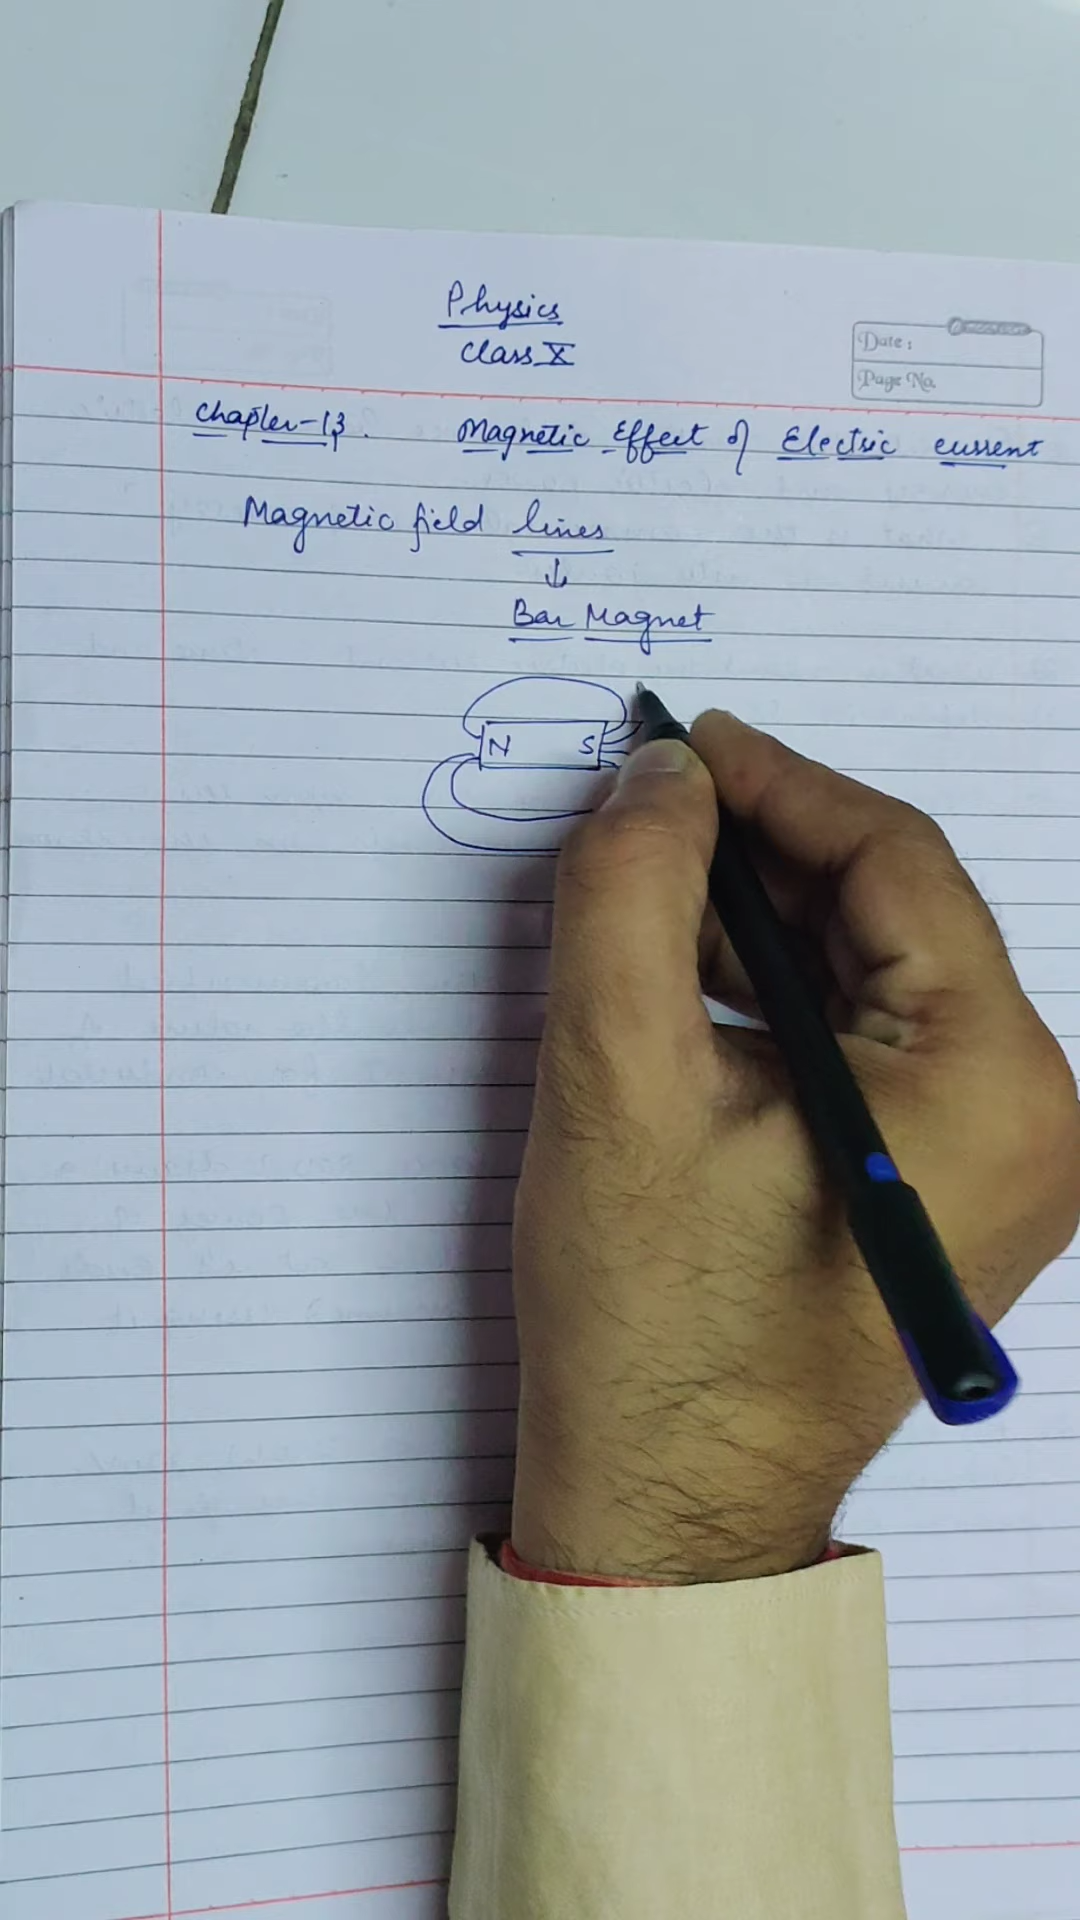 Physics
Class X
Date :
Page No.
Chapter-13. Magnetic Effect of Electric current
Magnetic field lines
↓
Bar Magnet
N S